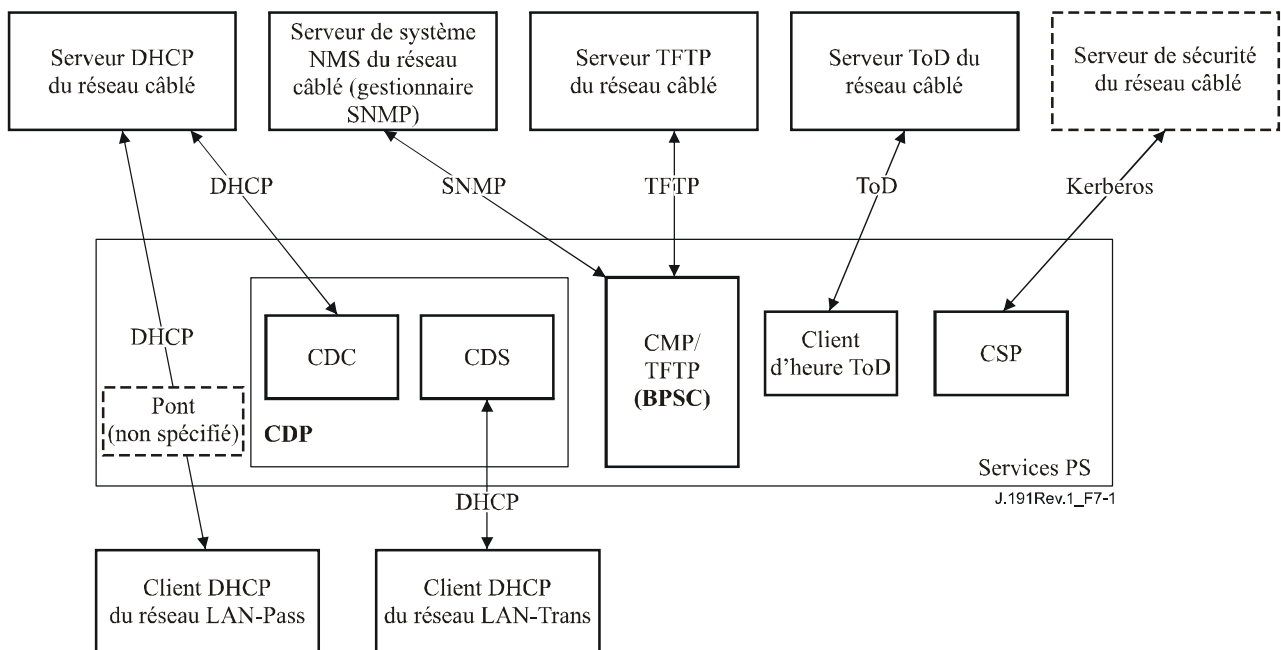 Serveur DHCP
du réseau câblé
Serveur de système
NMS du réseau
câblé (gestionnaire
SNMP)
Serveur TFTP
du réseau câblé
Serveur ToD du
réseau câblé
Serveur de sécurité
du réseau câblé
DHCP
SNMP
TFTP
ToD
Kerberos
DHCP
CDC
CDS
CMP/
TFTP
(BPSC)
Client
d'heure ToD
CSP
Pont
(non spécifié)
CDP
Services PS
J.191Rev.1_F7-1
DHCP
Client DHCP
du réseau LAN-Pass
Client DHCP
du réseau LAN-Trans